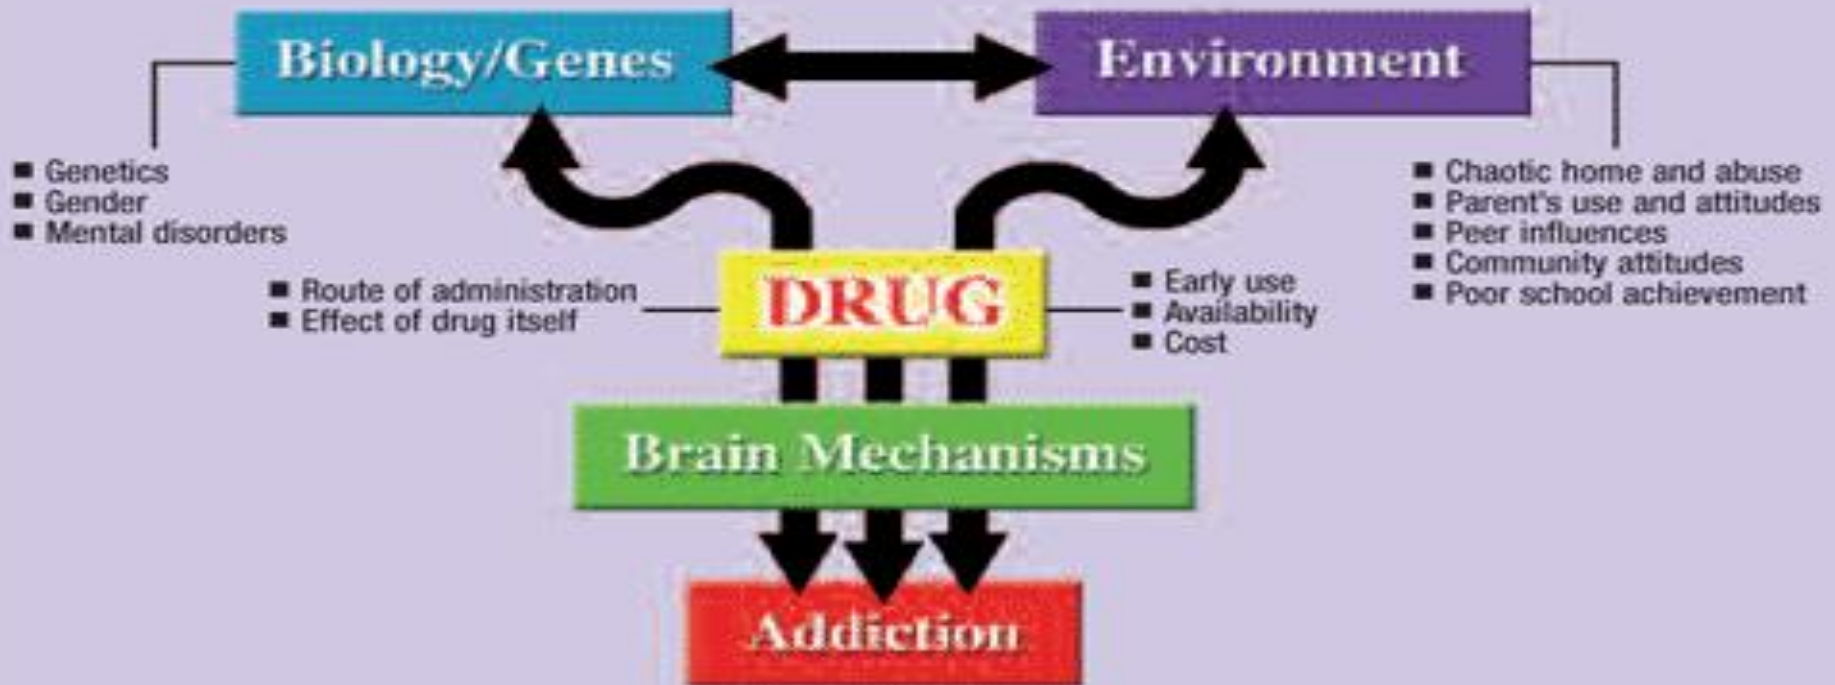 Biology/Genes
Environment
■ Genetics
■ Gender
■ Mental disorders
■ Chaotic home and abuse
■ Parent's use and attitudes
■ Peer influences
■ Community attitudes
■ Poor school achievement
■ Route of administration
■ Effect of drug itself
DRUG
■ Early use
■ Availability
■ Cost
Brain Mechanisms
Addiction